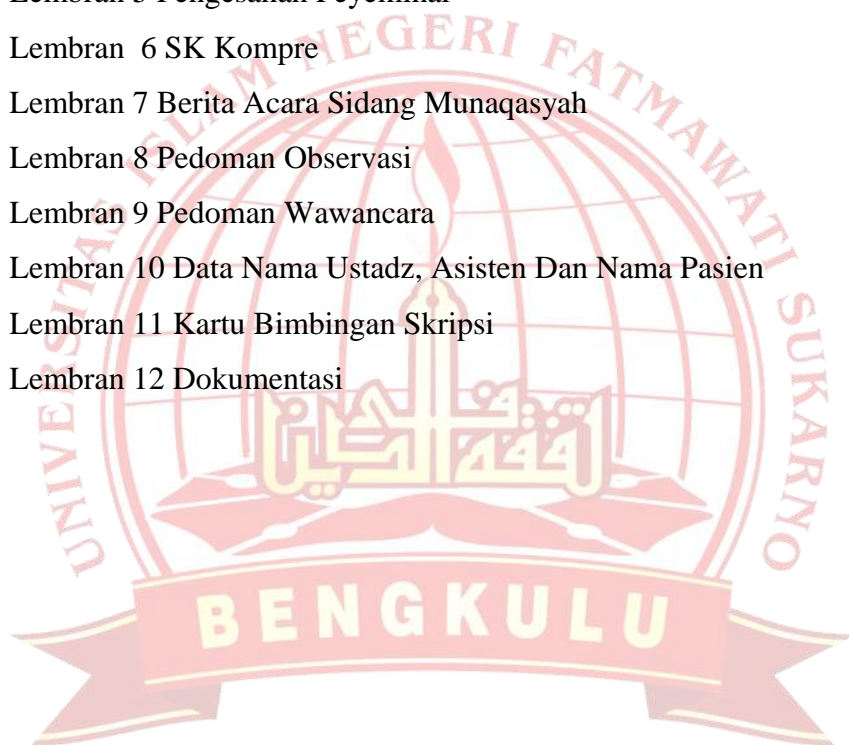 Lembran 5 Pengesahan Peyeminar
Lembran 6 SK Kompre
Lembran 7 Berita Acara Sidang Munaqasyah
Lembran 8 Pedoman Observasi
Lembran 9 Pedoman Wawancara
Lembran 10 Data Nama Ustadz, Asisten Dan Nama Pasien
Lembran 11 Kartu Bimbingan Skripsi
Lembran 12 Dokumentasi
UNIVERSITAS ISLAM NEGERI FATMAWATI SUKARNO
BENGKULU